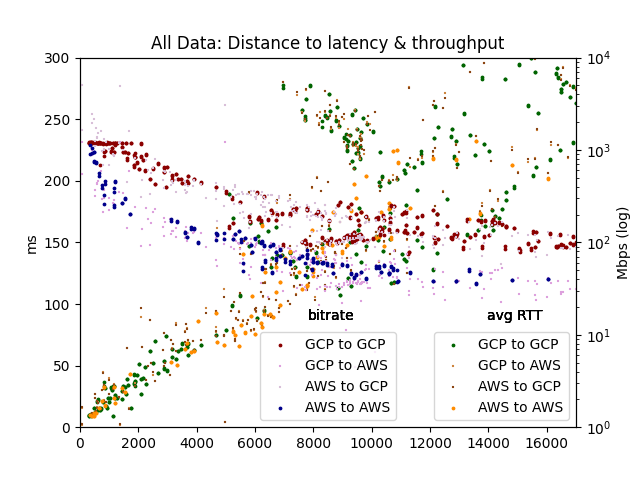 All Data: Distance to latency & throughput
300
250
200
150
100
50
0
ms
10^4
10^3
10^2
10^1
10^0
Mbps (log)
bitrate
GCP to GCP
GCP to AWS
AWS to GCP
AWS to AWS
avg RTT
GCP to GCP
GCP to AWS
AWS to GCP
AWS to AWS
0 2000 4000 6000 8000 10000 12000 14000 16000